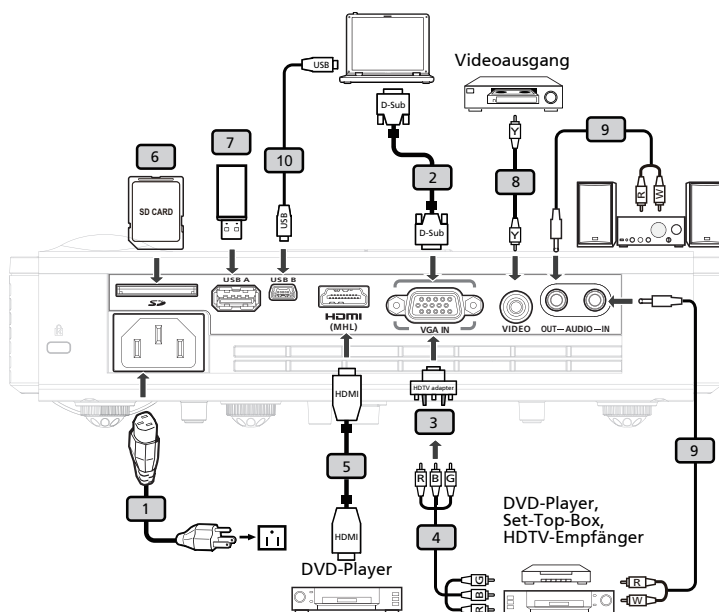 Videoausgang
USB
D-Sub
9
7
6
10
2
8
R
W
Y
SD CARD
USB
D-Sub
Y
USB A
USB B
SD
HDMI
(MHL)
VGA IN
VIDEO
OUT—AUDIO—IN
HDMI
HDTV adapter
3
5
R
B
G
9
1
4
DVD-Player,
Set-Top-Box,
HDTV-Empfänger
HDMI
DVD-Player
G
B
R
R
W